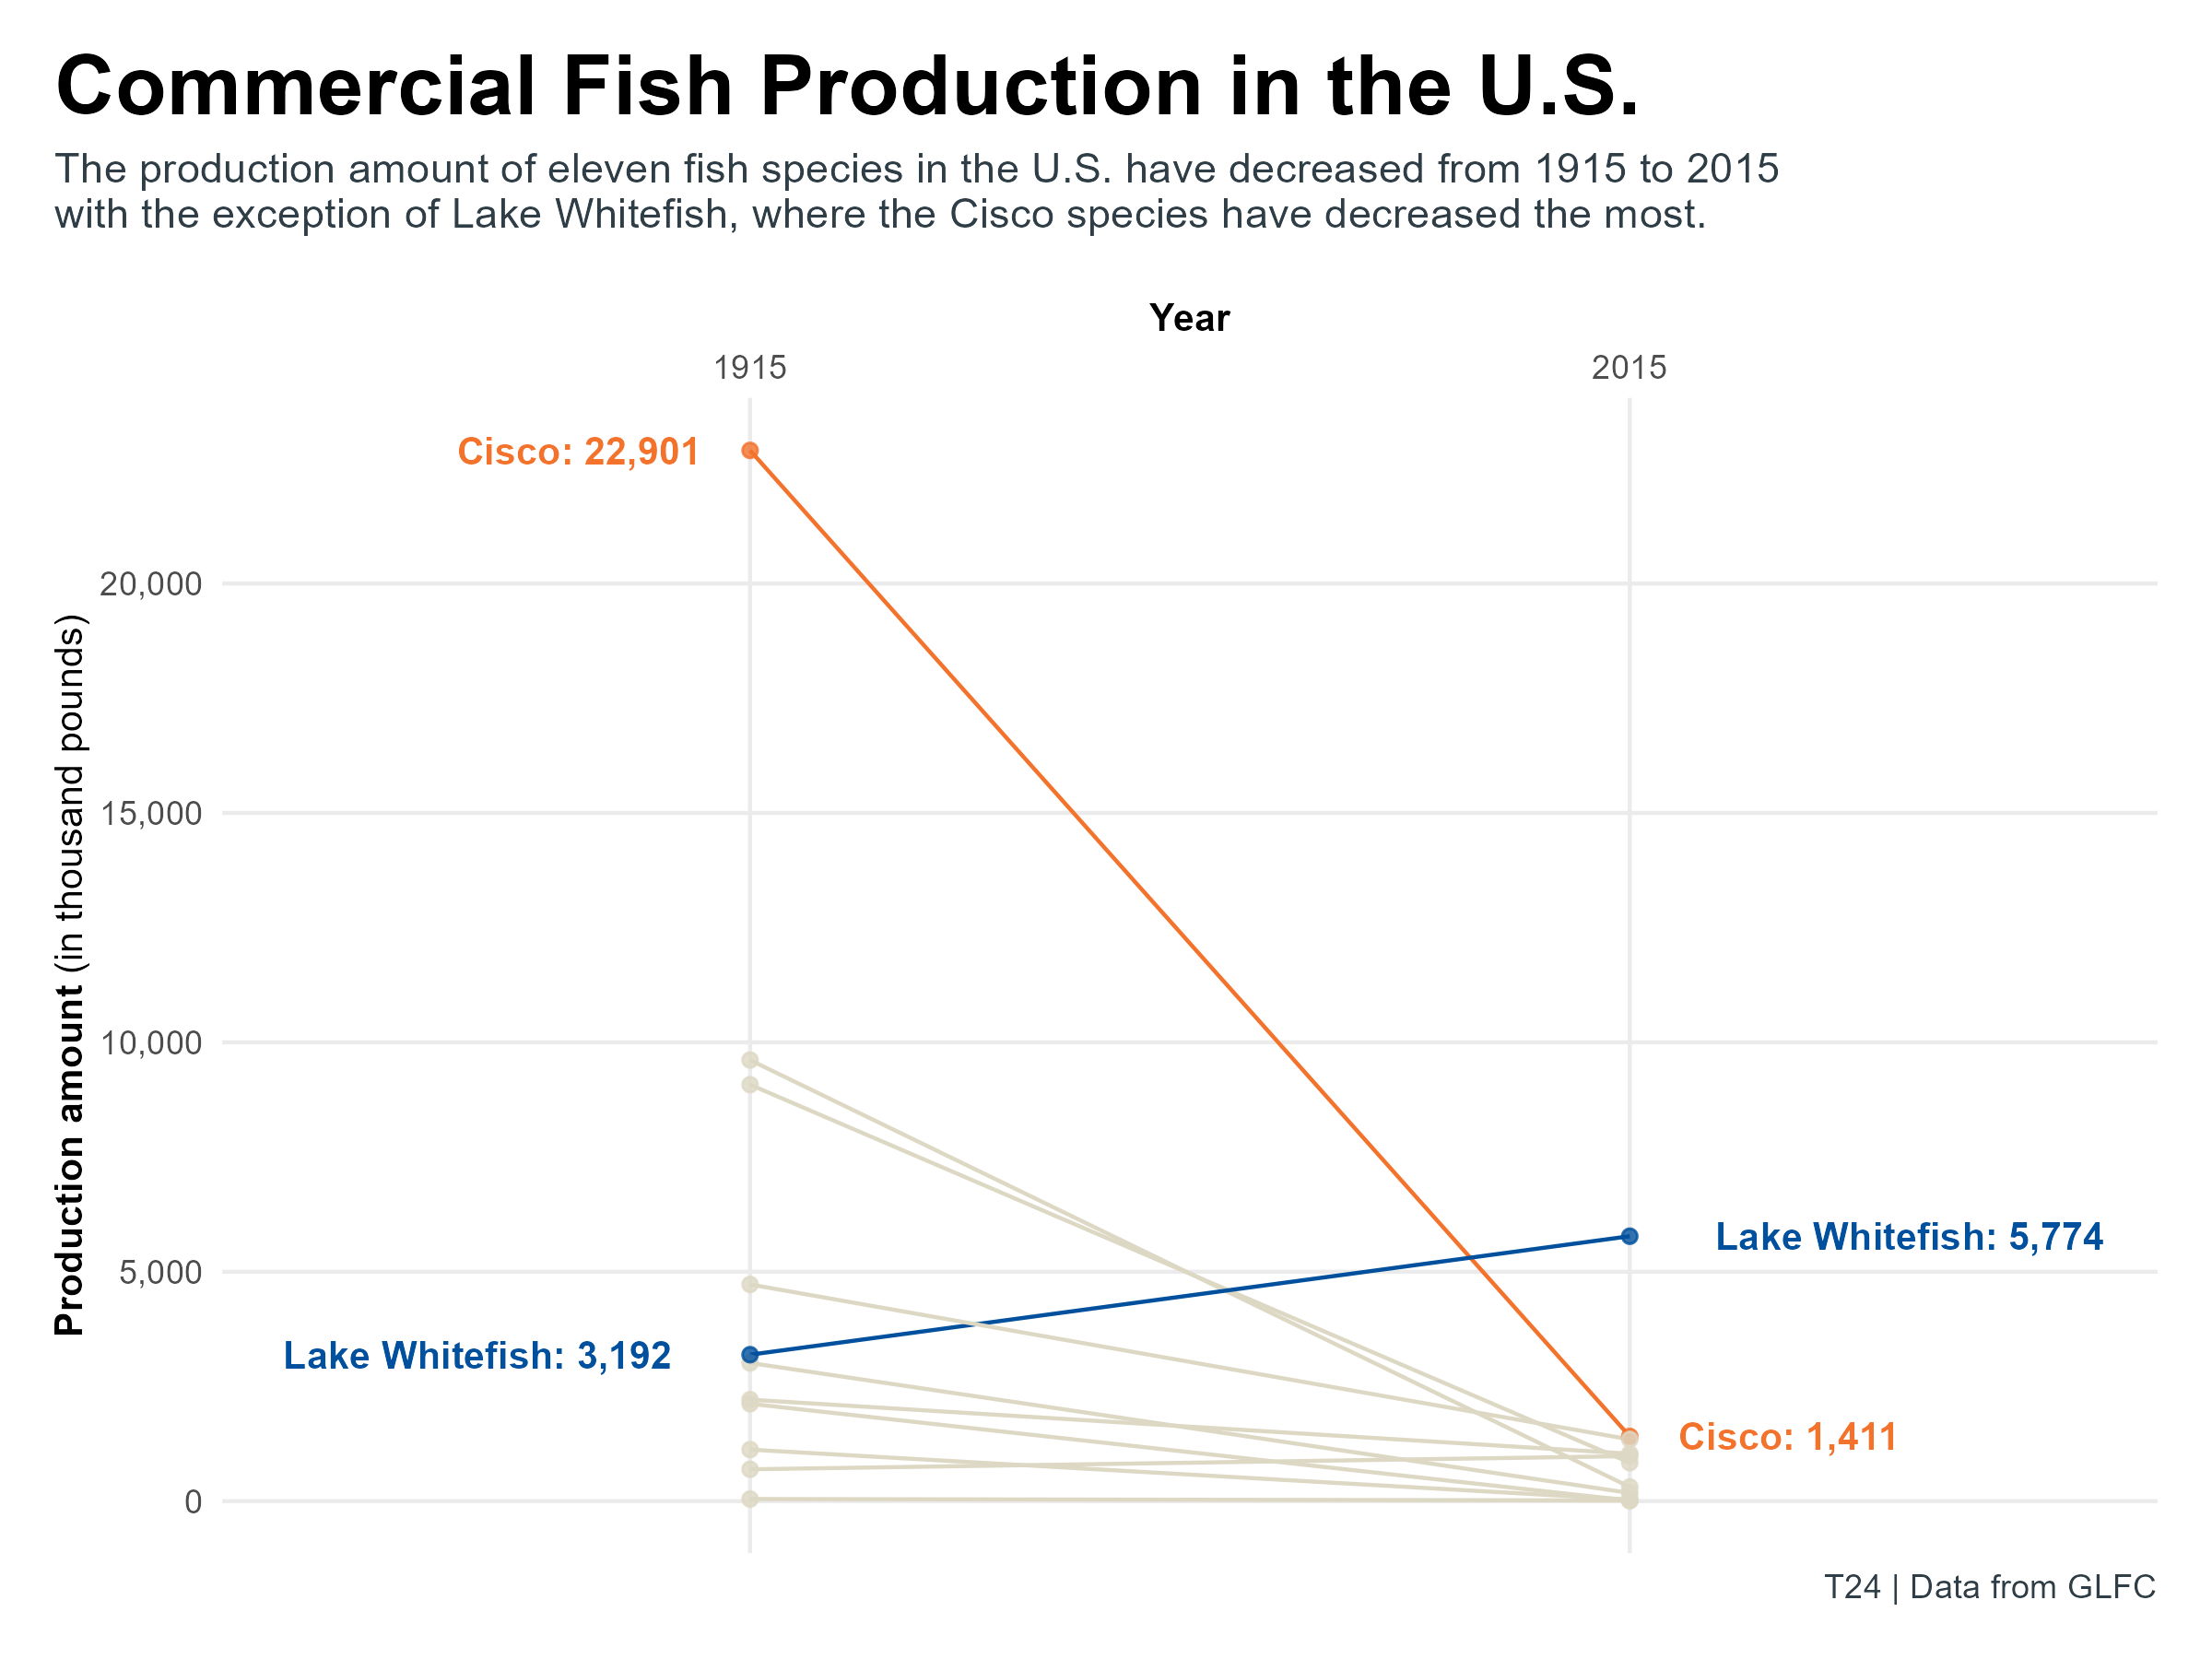 Commercial Fish Production in the U.S.
The production amount of eleven fish species in the U.S. have decreased from 1915 to 2015
with the exception of Lake Whitefish, where the Cisco species have decreased the most.
Year
1915
2015
Cisco: 22,901
20,000
15,000
10,000
5,000
0
Production amount (in thousand pounds)
Lake Whitefish: 5,774
Lake Whitefish: 3,192
Cisco: 1,411
T24 | Data from GLFC